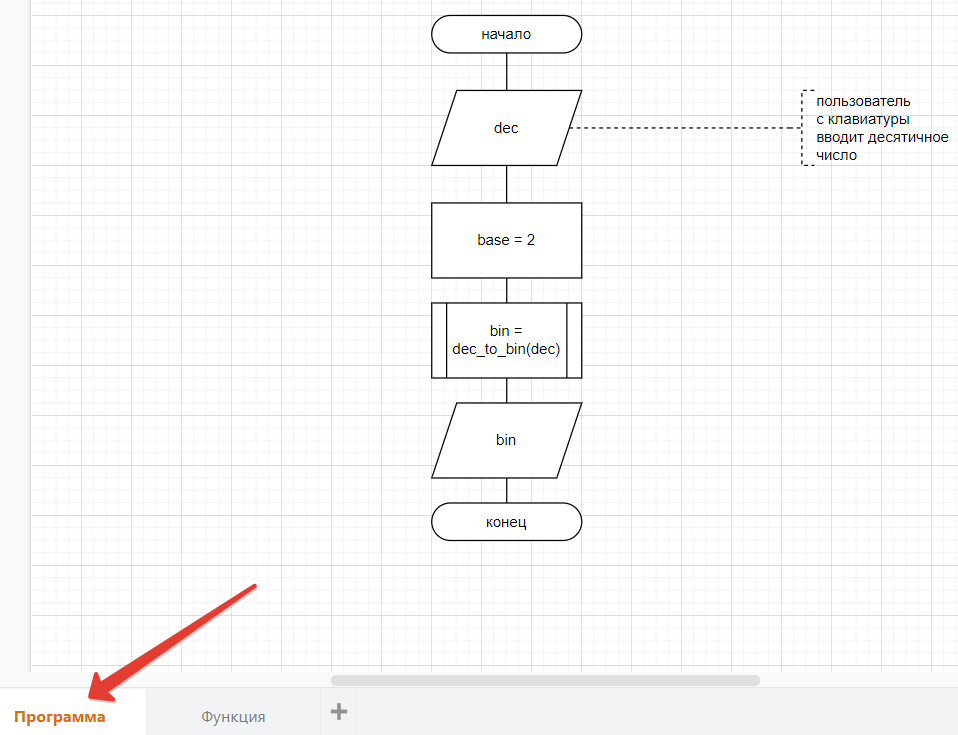 начало
dec
пользователь
с клавиатуры
вводит десятичное
число
base = 2
bin =
dec_to_bin(dec)
bin
конец
Программа
Функция